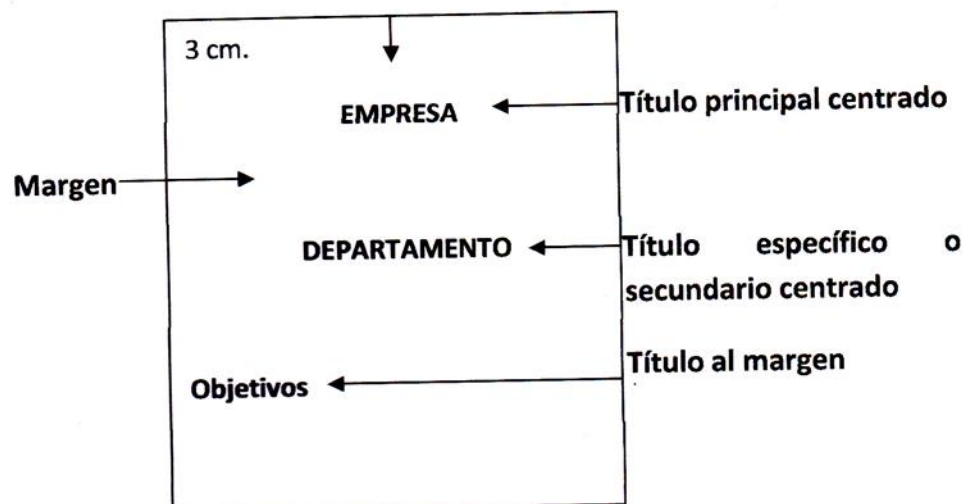 3 cm.
EMPRESA
Título principal centrado
Margen
DEPARTAMENTO
Título específico o
secundario centrado
Título al margen
Objetivos